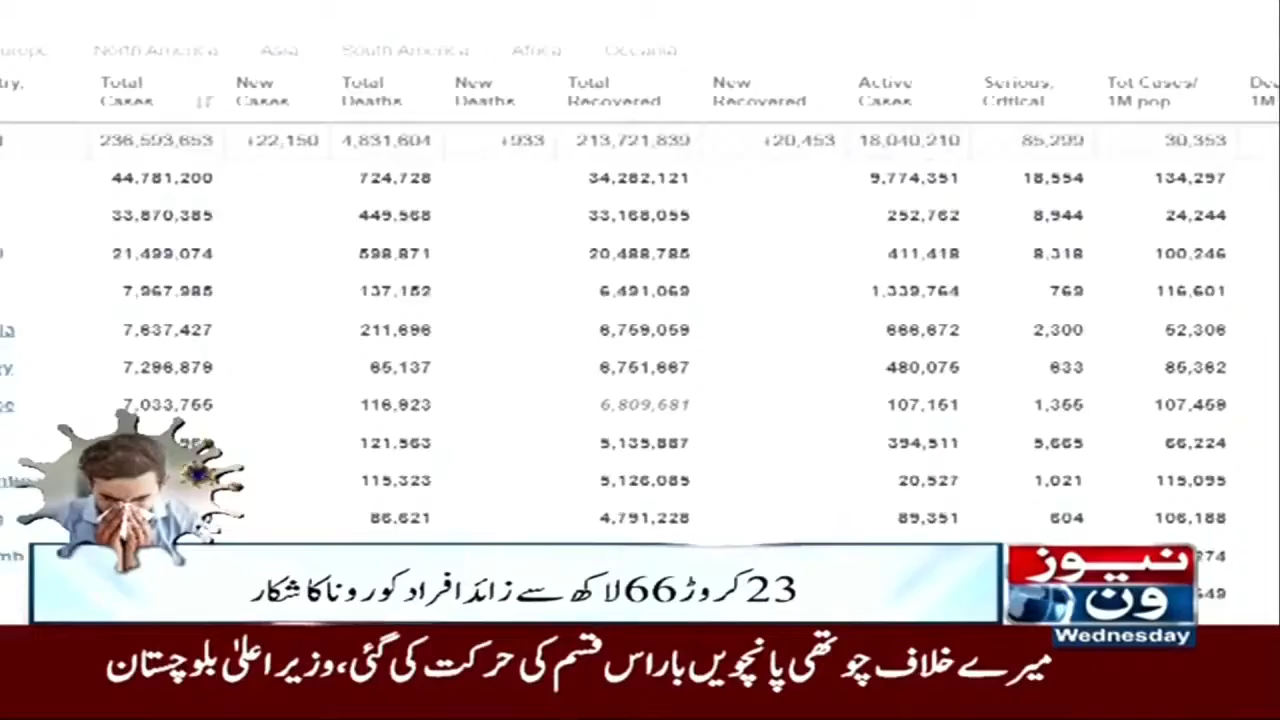 Europe North America Asia South America Africa Oceania
Total Cases New Cases Total Deaths New Deaths Total Recovered New Recovered Active Cases Serious, Critical Tot Cases/ 1M pop
236,593,653 +22,150 4,831,604 +933 213,721,839 +20,453 18,040,210 85,299 30,353
44,781,200 724,728 34,282,121 9,774,351 18,554 134,297
33,870,385 449,568 33,168,055 252,762 8,944 24,244
21,499,074 598,871 20,488,785 411,418 8,318 100,246
7,967,985 137,152 6,491,069 1,339,764 769 116,601
7,637,427 211,696 6,759,059 666,672 2,300 52,306
7,296,879 65,137 6,751,667 480,075 633 85,362
7,033,755 116,923 6,809,681 107,151 1,355 107,459
121,563 5,135,887 394,511 5,665 66,224
115,323 5,126,085 20,527 1,021 115,095
86,621 4,791,228 89,351 604 106,188
نیوز ون
23 کروڑ 66 لاکھ سے زائد افراد کورونا کا شکار
Wednesday
میرے خلاف چوتھی پانچویں بار اس قسم کی حرکت کی گئی، وزیر اعلیٰ بلوچستان